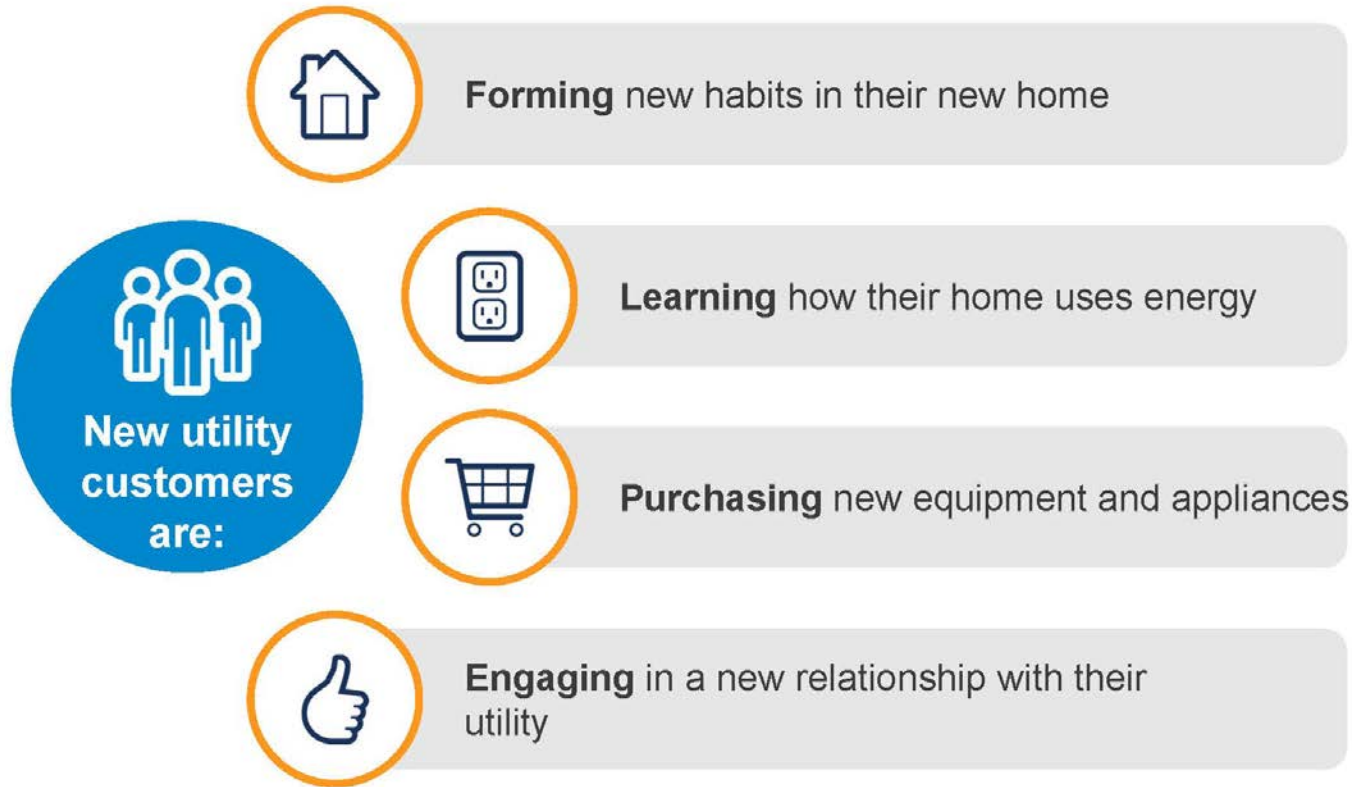 New utility
customers
are:
Forming new habits in their new home
Learning how their home uses energy
Purchasing new equipment and appliances
Engaging in a new relationship with their
utility